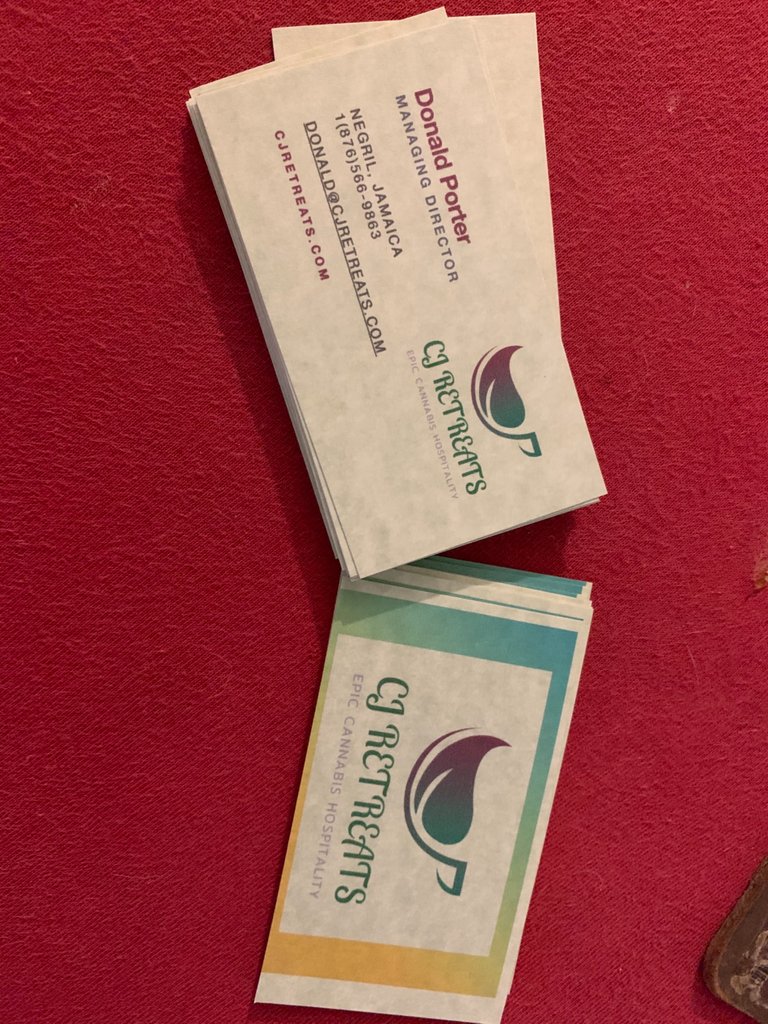 Donald Porter
MANAGING DIRECTOR
NEGRIL, JAMAICA
1(876)566-9863
DONALD@CJRETREATS.COM
CJRETREATS.COM
CJ RETREATS
EPIC CANNABIS HOSPITALITY
CJ RETREATS
EPIC CANNABIS HOSPITALITY